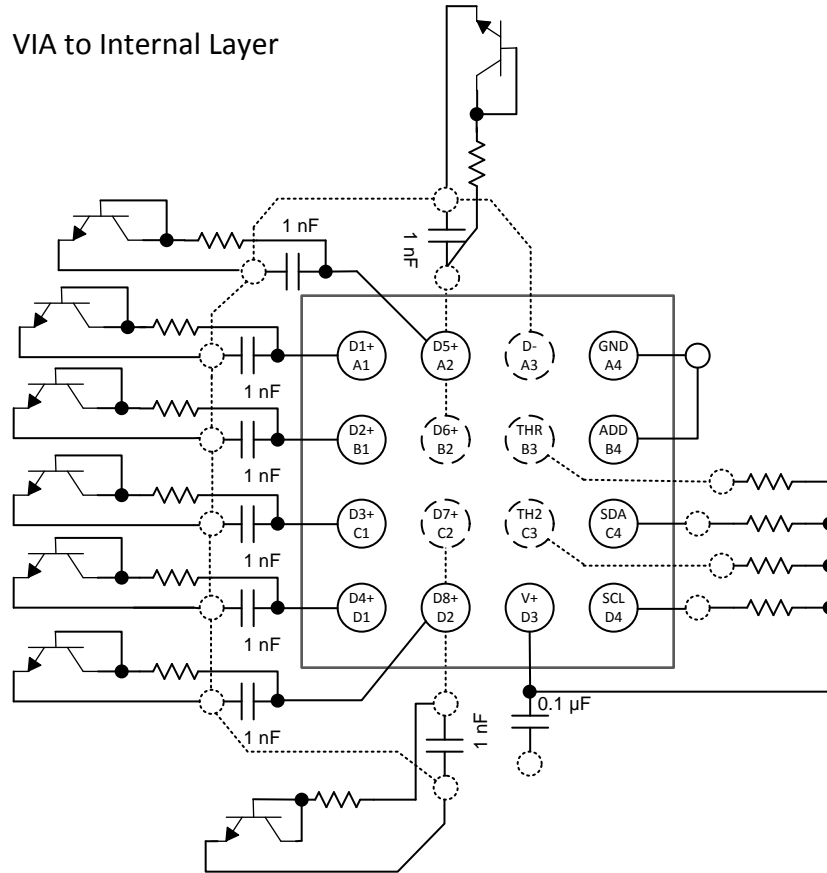 VIA to Internal Layer
1 nF
1 nF
D1+
A1
D5+
A2
D-
A3
GND
A4
1 nF
D2+
B1
D6+
B2
THR
B3
ADD
B4
1 nF
D3+
C1
D7+
C2
TH2
C3
SDA
C4
1 nF
D4+
D1
D8+
D2
V+
D3
SCL
D4
1 nF
0.1 µF
1 nF
1 nF